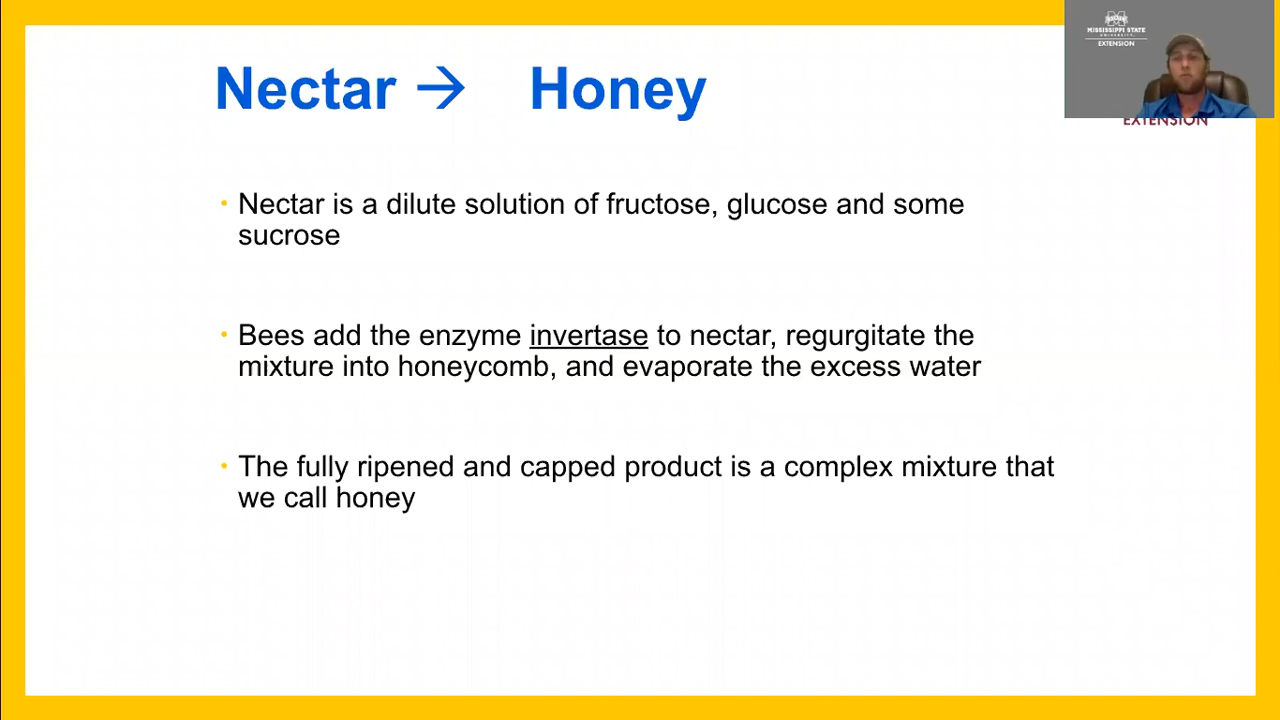 Nectar → Honey
• Nectar is a dilute solution of fructose, glucose and some
sucrose
• Bees add the enzyme invertase to nectar, regurgitate the
mixture into honeycomb, and evaporate the excess water
• The fully ripened and capped product is a complex mixture that
we call honey
MISSISSIPPI STATE
UNIVERSITY
EXTENSION
EXTENSION